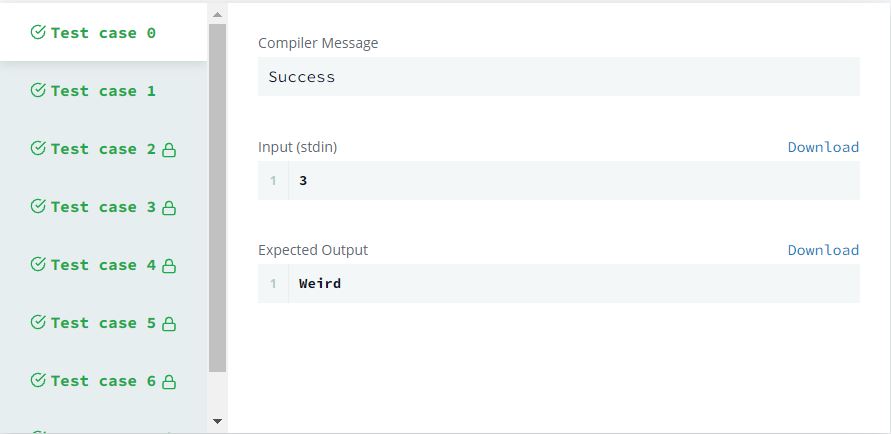 Test case 0
Test case 1
Test case 2
Test case 3
Test case 4
Test case 5
Test case 6
Compiler Message
Success
Input (stdin)
Download
1 3
Expected Output
Download
1 Weird